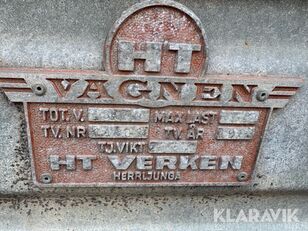 HT
VAGNEN
TOT. V. MAX LAST
TV. NR TV. ÅR
TJ.VIKT
HT VERKEN
HERRLJUNGA
KLARAVIK